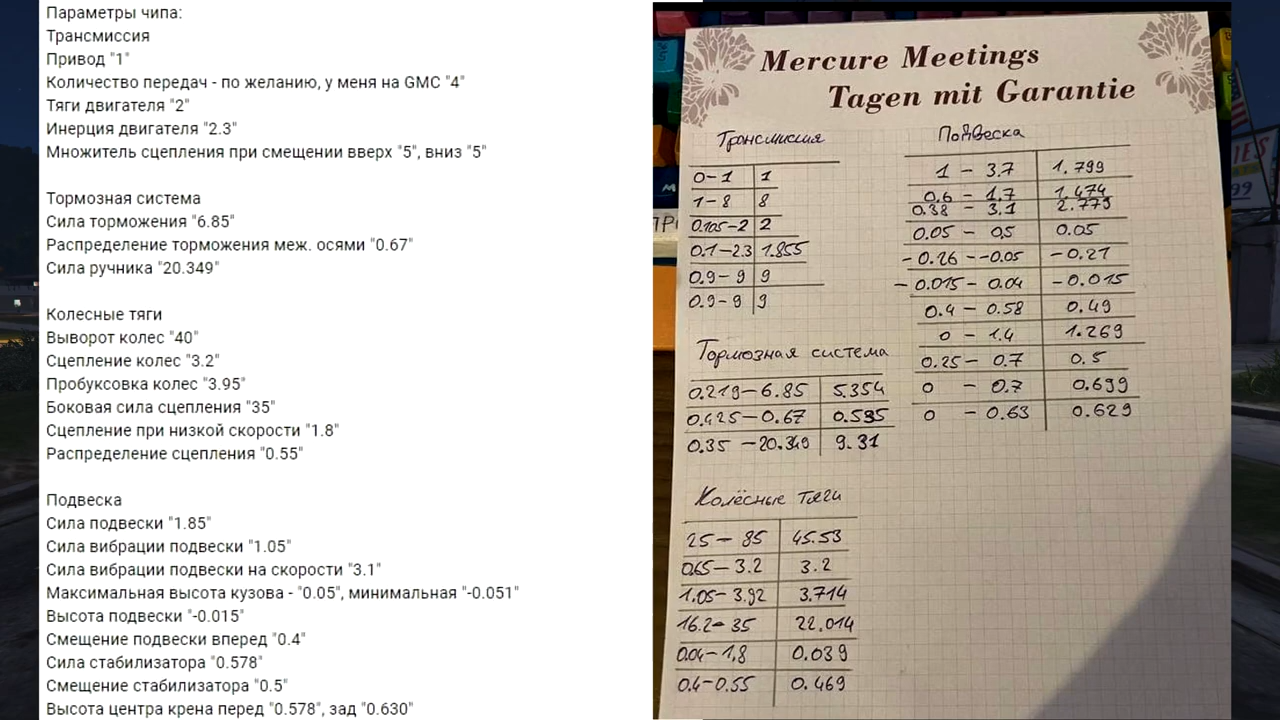 Параметры чипа:
Трансмиссия
Привод "1"
Количество передач - по желанию, у меня на GMC "4"
Тяги двигателя "2"
Инерция двигателя "2.3"
Множитель сцепления при смещении вверх "5", вниз "5"
Тормозная система
Сила торможения "6.85"
Распределение торможения меж. осями "0.67"
Сила ручника "20.349"
Колесные тяги
Выворот колес "40"
Сцепление колес "3.2"
Пробуксовка колес "3.95"
Боковая сила сцепления "35"
Сцепление при низкой скорости "1.8"
Распределение сцепления "0.55"
Подвеска
Сила подвески "1.85"
Сила вибрации подвески "1.05"
Сила вибрации подвески на скорости "3.1"
Максимальная высота кузова - "0.05", минимальная "-0.051"
Высота подвески "-0.015"
Смещение подвески вперед "0.4"
Сила стабилизатора "0.578"
Смещение стабилизатора "0.5"
Высота центра крена перед "0.578", зад "0.630"
Mercure Meetings
Tagen mit Garantie
Трансмиссия
0-1 1
1-8 8
0.105-2 2
0.1-2.3 1.855
0.9-9 9
0.9-9 9
Тормозная система
0.219-6.85 5.354
0.425-0.67 0.595
0.35-20.349 9.31
Колёсные тяги
25-85 45.53
0.65-3.2 3.2
1.05-3.92 3.714
16.2-35 22.014
0.04-1,8 0.039
0.4-0.55 0.469
Подвеска
1-3.7 1.799
0.6-1.7 1.474
0.38-3.1 2.779
0.05-0.5 0.05
-0.26--0.05 -0.21
-0.015-0.04 -0.015
0.4-0.58 0.49
0-1.4 1.269
0.25-0.7 0.5
0-0.7 0.699
0-0.63 0.629